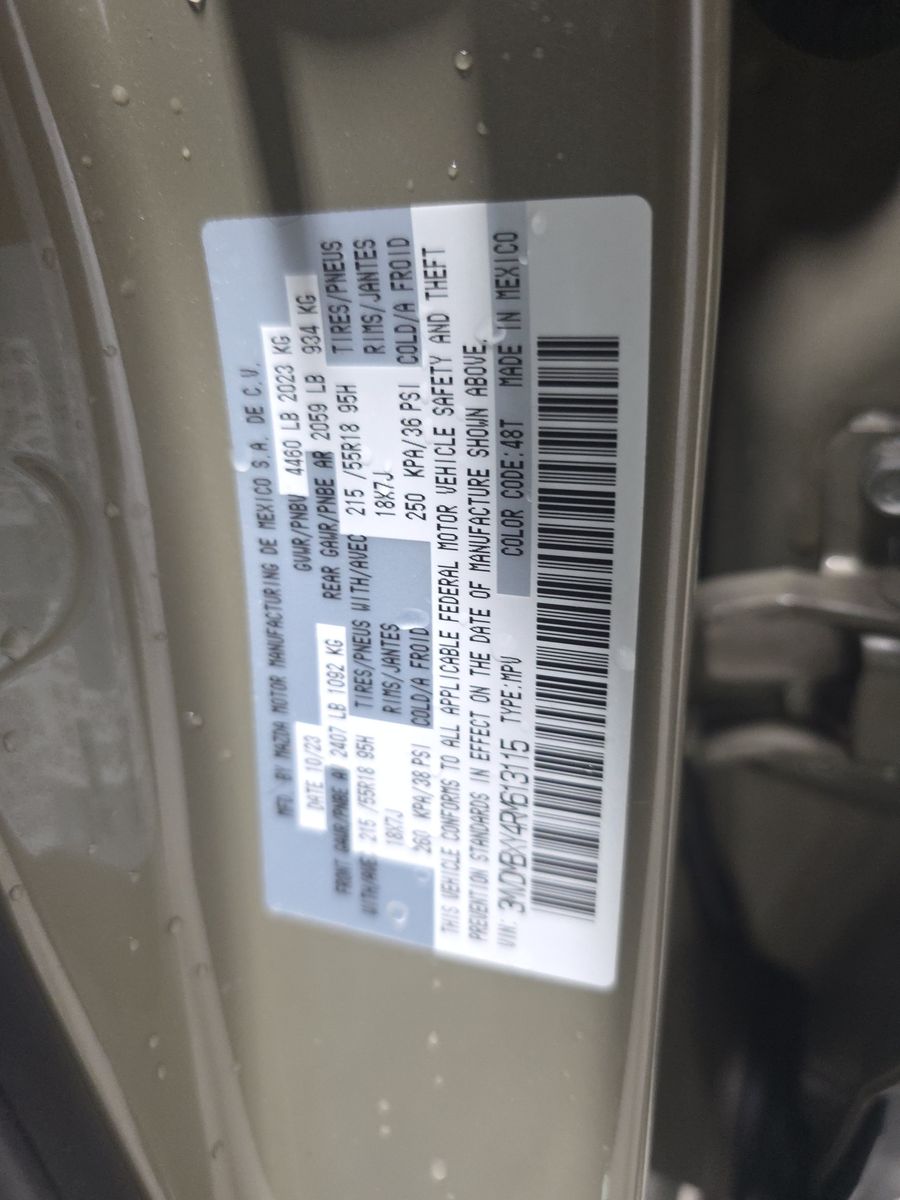 MFD. BY MAZDA MOTOR MANUFACTURING DE MEXICO S.A. DE C.V.
DATE 10/23 GVWR/PNBV 4460 LB 2023 KG
FRONT GAWR/PNBE A 2407 LB 1092 KG REAR GAWR/PNBE AR 2059 LB 934 KG
WITH/AVEC 215 /55R18 95H TIRES/PNEUS WITH/AVEC 215 /55R18 95H TIRES/PNEUS
18X7J RIMS/JANTES 18X7J RIMS/JANTES
260 KPA/38 PSI COLD/A FROID 250 KPA/36 PSI COLD/A FROID
THIS VEHICLE CONFORMS TO ALL APPLICABLE FEDERAL MOTOR VEHICLE SAFETY AND THEFT
PREVENTION STANDARDS IN EFFECT ON THE DATE OF MANUFACTURE SHOWN ABOVE.
VIN: 3MVDMBXY4RM613115 TYPE:MPV COLOR CODE:48T MADE IN MEXICO